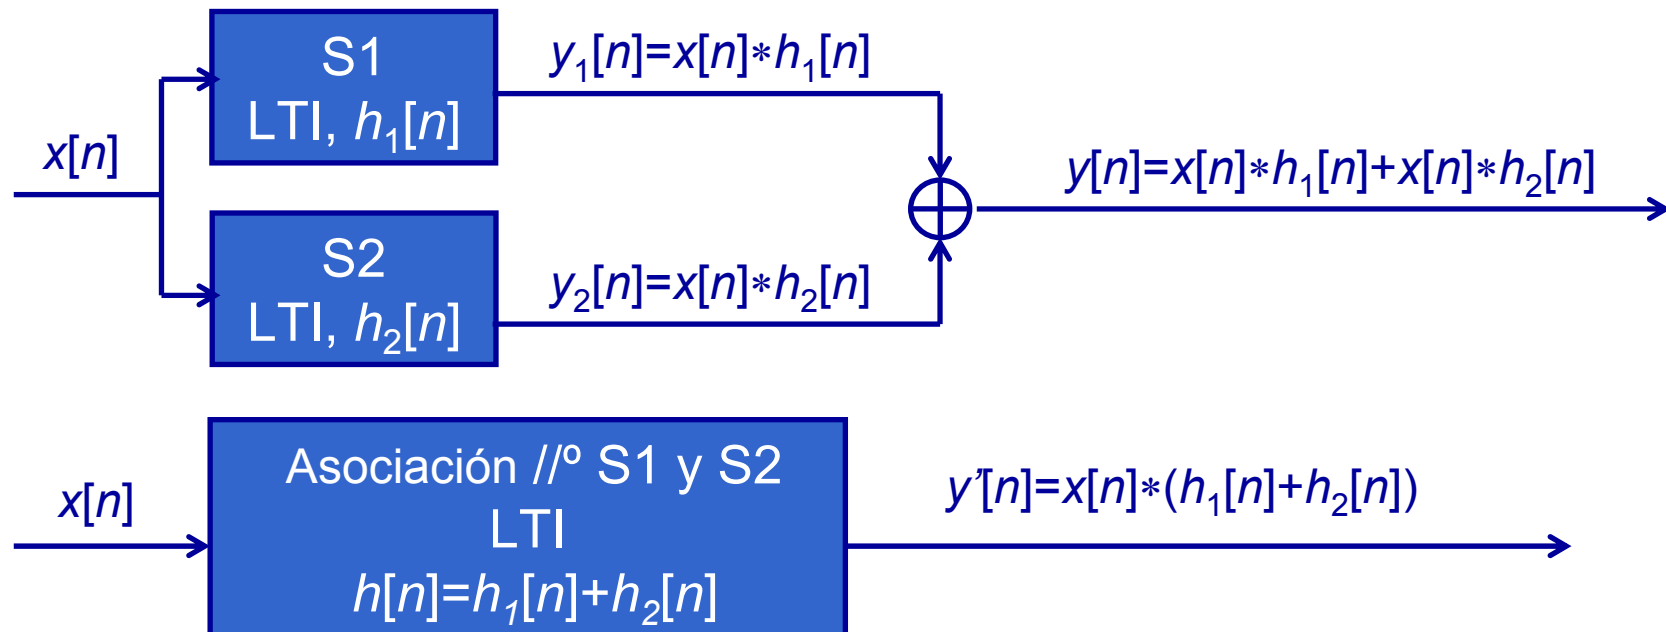 S1
LTI, h₁[n]
x[n]
y₁[n]=x[n]*h₁[n]
y[n]=x[n]*h₁[n]+x[n]*h₂[n]
S2
LTI, h₂[n]
y₂[n]=x[n]*h₂[n]
x[n]
Asociación //º S1 y S2
LTI
h[n]=h₁[n]+h₂[n]
y’[n]=x[n]*(h₁[n]+h₂[n])